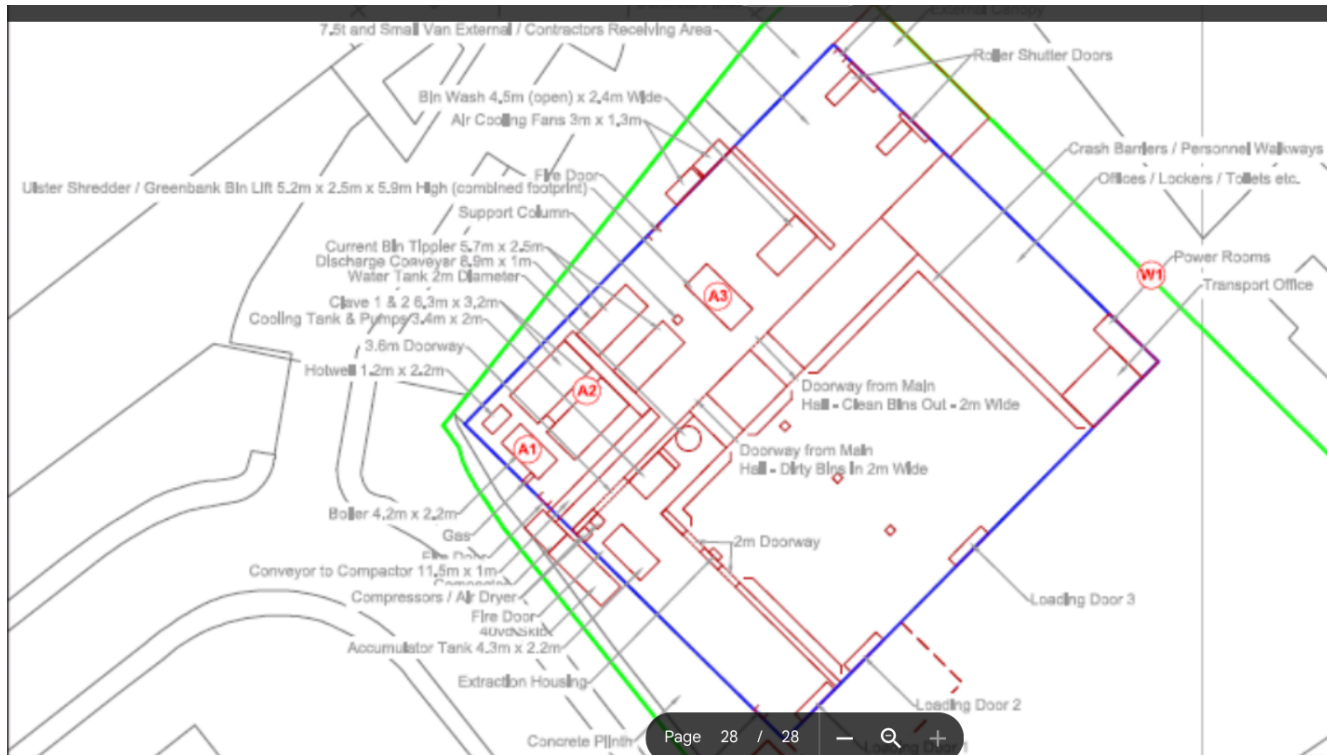 External Canopy
7.5t and Small Van External / Contractors Receiving Area
Roller Shutter Doors
Bin Wash 4.5m (open) x 2.4m Wide
Air Cooling Fans 3m x 1.3m
Crash Barriers / Personnel Walkways
Fire Door
Offices / Lockers / Toilets etc.
Ulster Shredder / Greenbank Bin Lift 5.2m x 2.5m x 5.9m High (combined footprint)
Support Column
Current Bin Tippler 5.7m x 2.5m
Discharge Conveyer 8.9m x 1m
Water Tank 2m Diameter
Power Rooms
W1
Transport Office
A3
Clave 1 & 2 6.3m x 3.2m
Cooling Tank & Pumps 3.4m x 2m
3.6m Doorway
Hotwell 1.2m x 2.2m
A2
Doorway from Main
Hall - Clean Bins Out - 2m Wide
A1
Doorway from Main
Hall - Dirty Bins In 2m Wide
Boiler 4.2m x 2.2m
Gas
Fire Door
2m Doorway
Conveyor to Compactor 11.5m x 1m
Compressors / Air Dryer
Fire Door
Loading Door 3
Accumulator Tank 4.3m x 2.2m
Extraction Housing
Loading Door 2
Concrete Plinth
Loading Door 1
Page 28 / 28